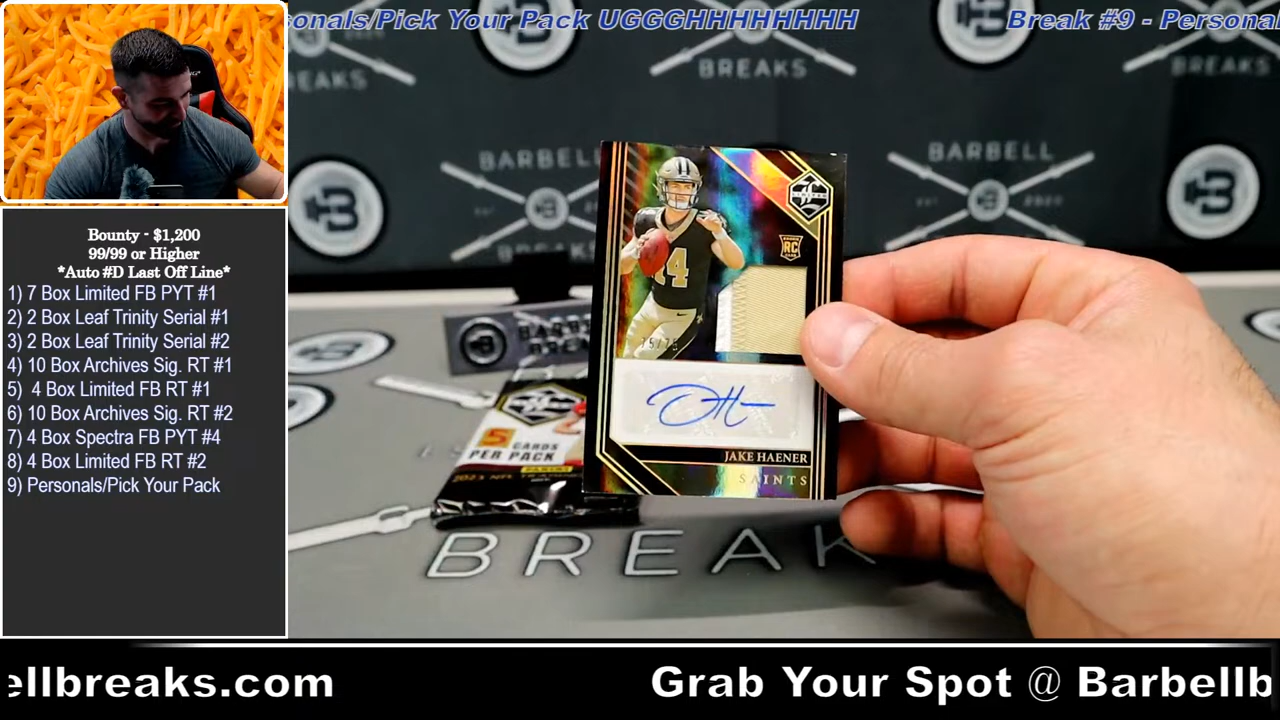 sonals/Pick Your Pack UGGGHHHHHHHHH
Break #9 - Persona
Bounty - $1,200
99/99 or Higher
*Auto #D Last Off Line*
1) 7 Box Limited FB PYT #1
2) 2 Box Leaf Trinity Serial #1
3) 2 Box Leaf Trinity Serial #2
4) 10 Box Archives Sig. RT #1
5) 4 Box Limited FB RT #1
6) 10 Box Archives Sig. RT #2
7) 4 Box Spectra FB PYT #4
8) 4 Box Limited FB RT #2
9) Personals/Pick Your Pack
BREAKS
BREAKS
BARBELL
BARBELL
LIMITED
RC
14
75/75
JAKE HAENER
SAINTS
5 CARDS
PER PACK
PANINI
BREAK
ellbreaks.com
Grab Your Spot @ Barbellb